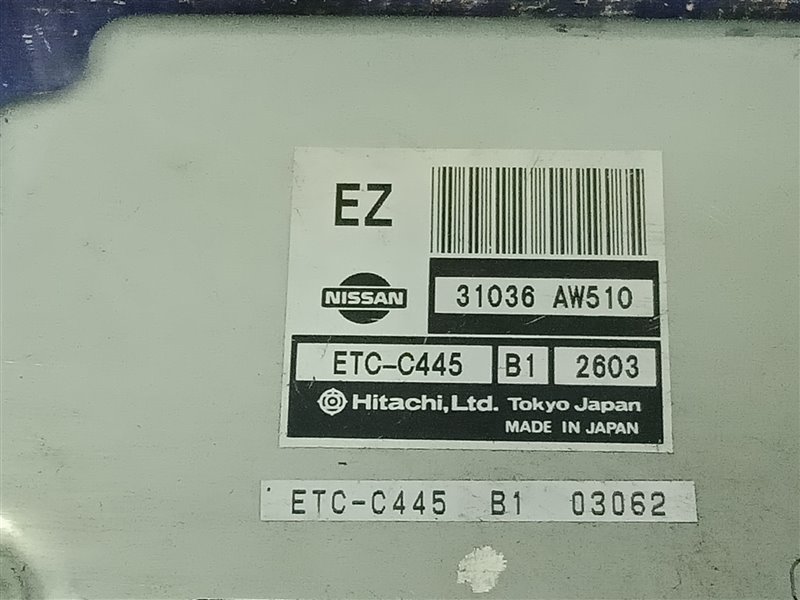 EZ
NISSAN
31036 AW510
ETC-C445 B1 2603
Hitachi, Ltd. Tokyo Japan
MADE IN JAPAN
ETC-C445 B1 03062